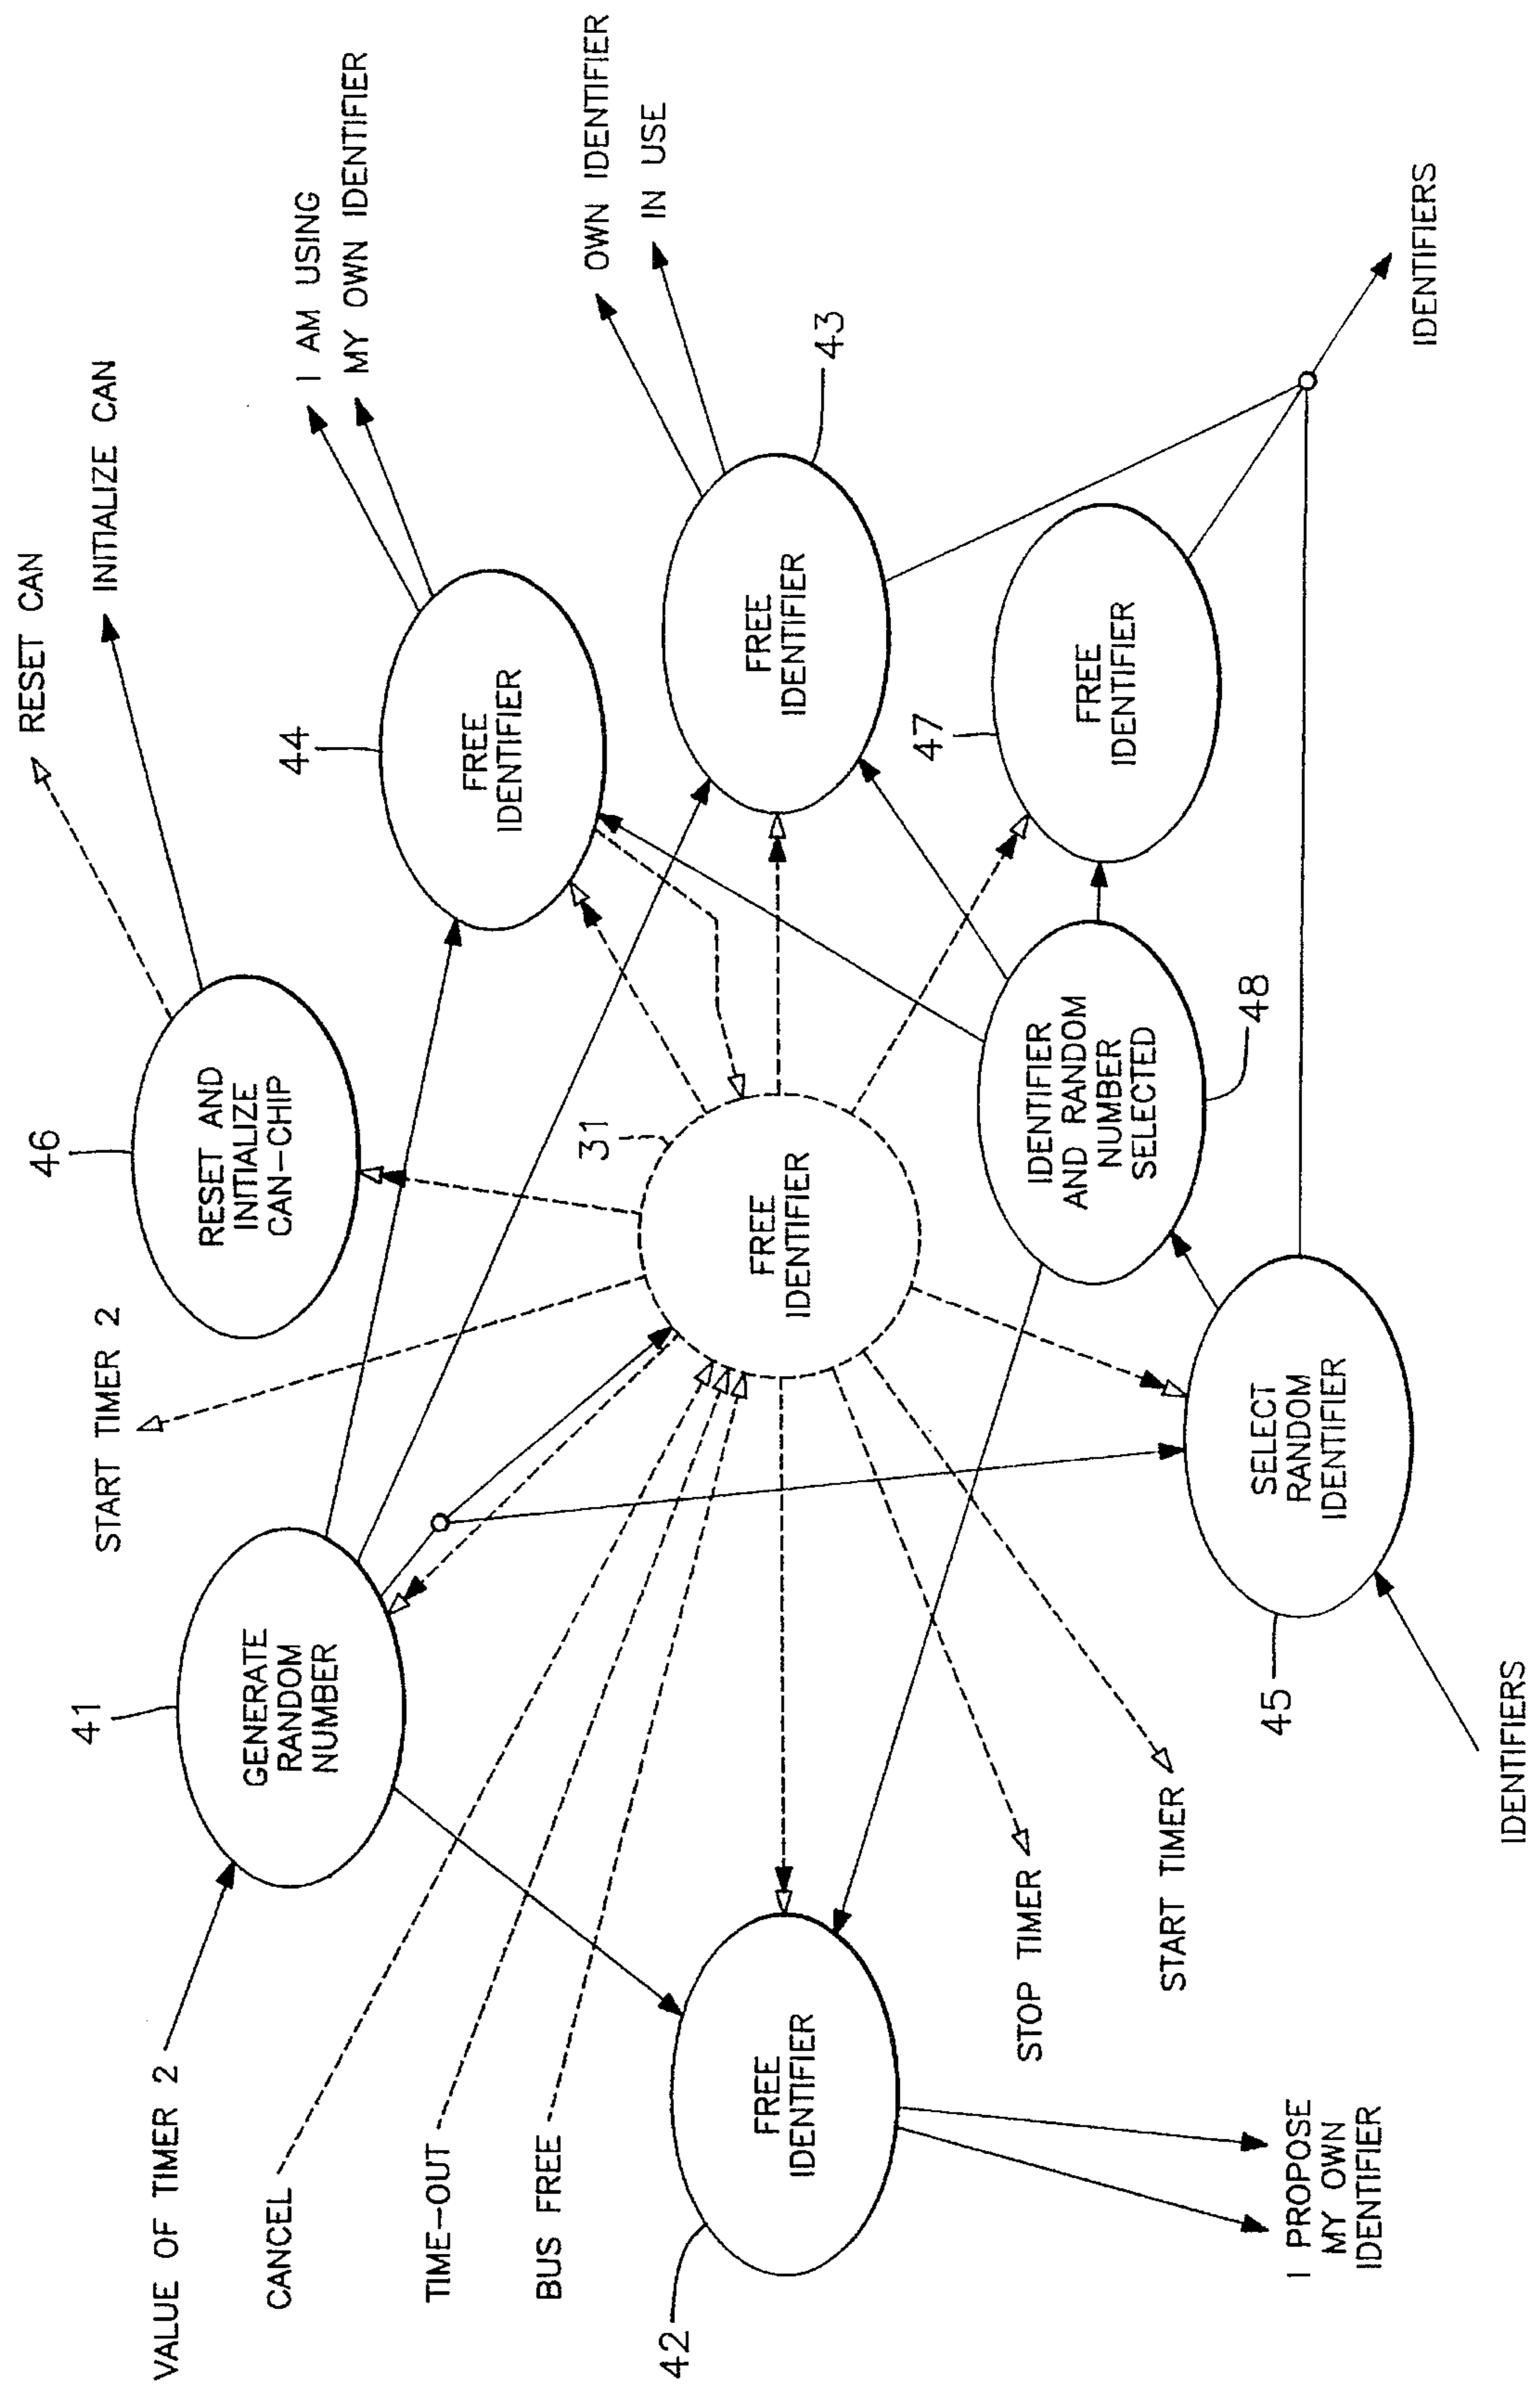 VALUE OF TIMER 2
41
GENERATE
RANDOM
NUMBER
START TIMER 2
46
RESET AND
INITIALIZE
CAN-CHIP
RESET CAN
INITIALIZE CAN
CANCEL
TIME-OUT
BUS FREE
44
FREE
IDENTIFIER
I AM USING
MY OWN IDENTIFIER
42
FREE
IDENTIFIER
31
FREE
IDENTIFIER
FREE
IDENTIFIER
43
OWN IDENTIFIER
IN USE
STOP TIMER
START TIMER
IDENTIFIER
AND RANDOM
NUMBER
SELECTED
48
47
FREE
IDENTIFIER
I PROPOSE
MY OWN
IDENTIFIER
45
SELECT
RANDOM
IDENTIFIER
IDENTIFIERS
IDENTIFIERS